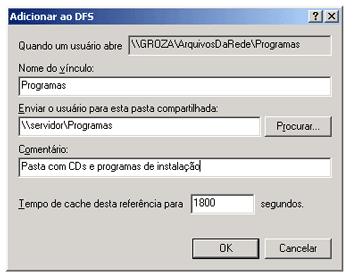 Adicionar ao DFS
Quando um usuário abre \\GROZA\ArquivosDaRede\Programas
Nome do vínculo:
Programas
Enviar o usuário para esta pasta compartilhada:
\\servidor\Programas Procurar...
Comentário:
Pasta com CDs e programas de instalação
Tempo de cache desta referência para 1800 segundos.
OK Cancelar